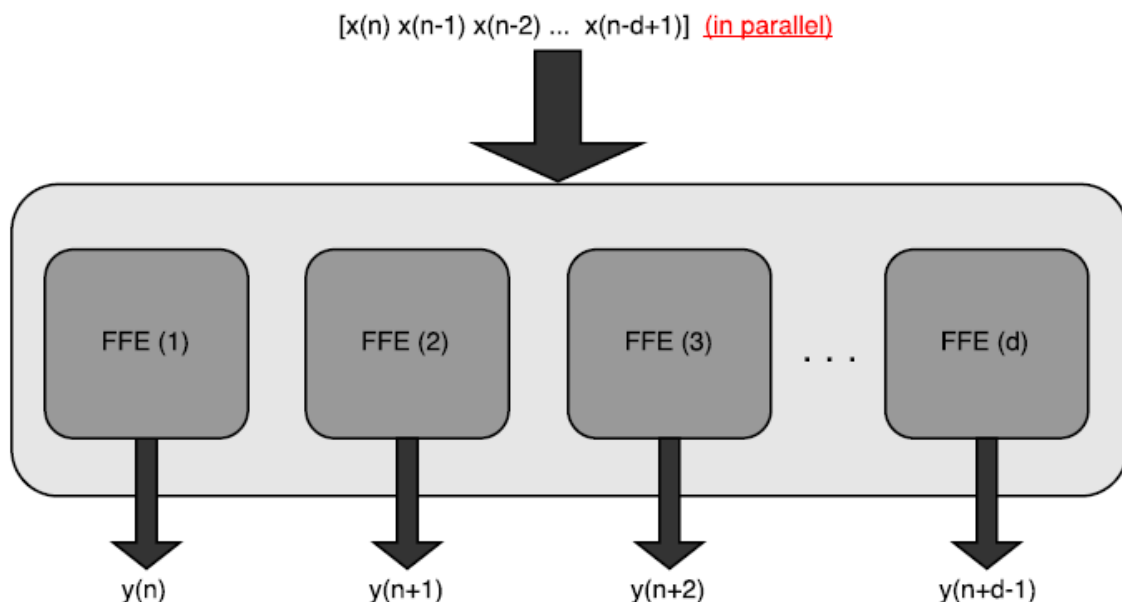 [x(n) x(n-1) x(n-2) ... x(n-d+1)] (in parallel)
FFE (1) FFE (2) FFE (3) . . . FFE (d)
y(n) y(n+1) y(n+2) y(n+d-1)